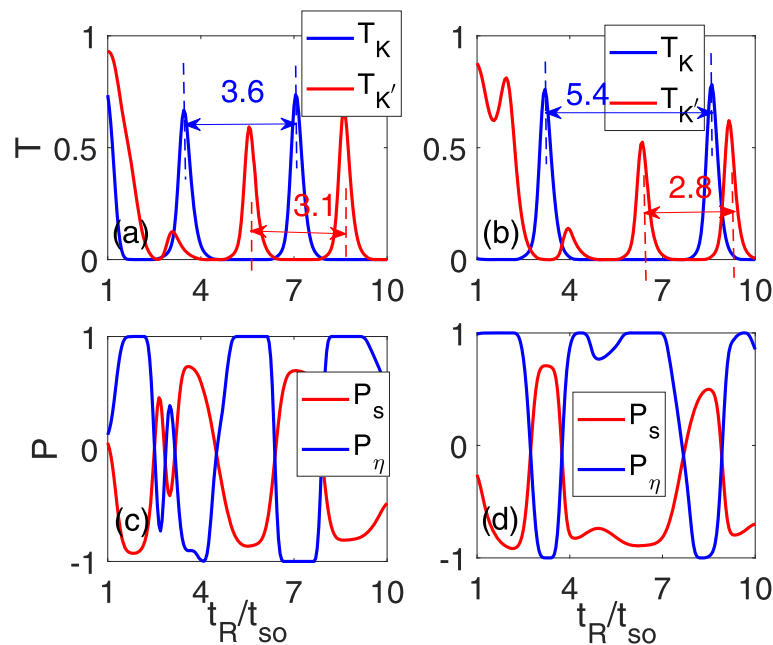 1
0.5
0
T
T_K
T_K'
3.6
3.1
(a)
1 4 7 10
1
0.5
0
T_K
T_K'
5.4
2.8
(b)
1 4 7 10
1
0
-1
P
P_s
P_η
(c)
1 4 7 10
t_R/t_so
1
0
-1
P_s
P_η
(d)
1 4 7 10
t_R/t_so